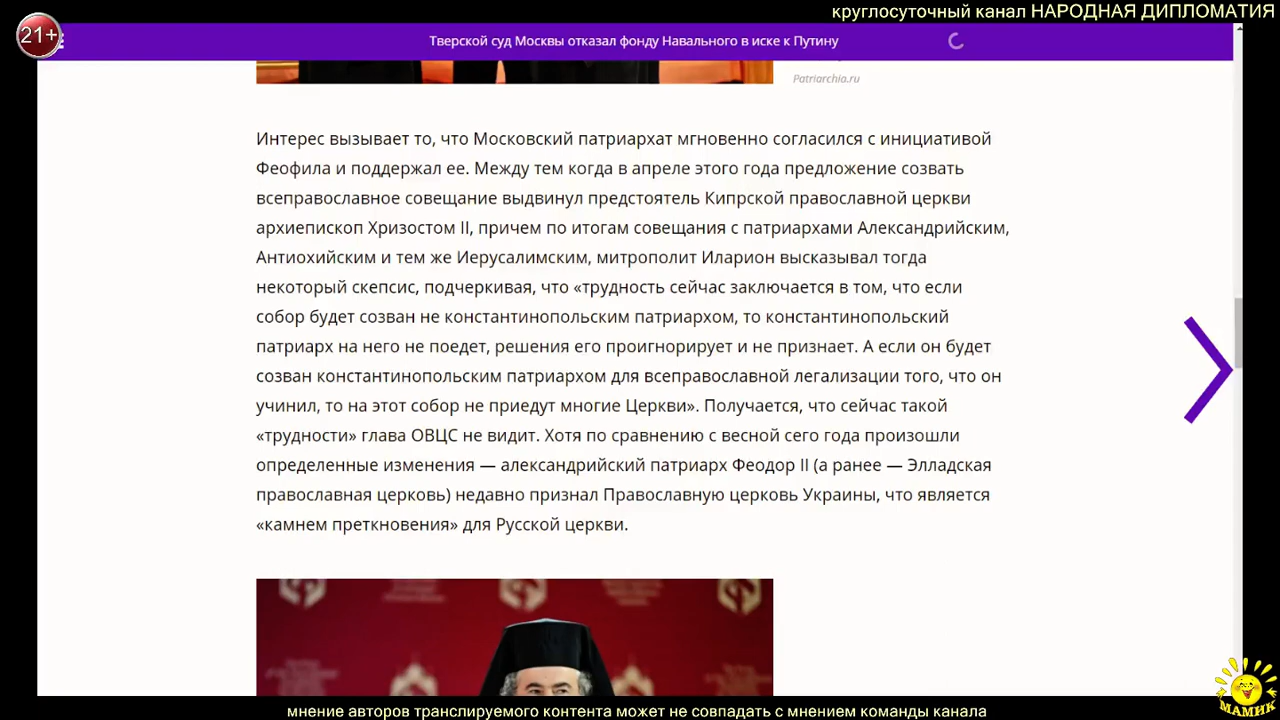 круглосуточный канал НАРОДНАЯ ДИПЛОМАТИЯ
21+
Тверской суд Москвы отказал фонду Навального в иске к Путину
Patriarchia.ru
Интерес вызывает то, что Московский патриархат мгновенно согласился с инициативой
Феофила и поддержал ее. Между тем когда в апреле этого года предложение созвать
всеправославное совещание выдвинул предстоятель Кипрской православной церкви
архиепископ Хризостом II, причем по итогам совещания с патриархами Александрийским,
Антиохийским и тем же Иерусалимским, митрополит Иларион высказывал тогда
некоторый скепсис, подчеркивая, что «трудность сейчас заключается в том, что если
собор будет созван не константинопольским патриархом, то константинопольский
патриарх на него не поедет, решения его проигнорирует и не признает. А если он будет
созван константинопольским патриархом для всеправославной легализации того, что он
учинил, то на этот собор не приедут многие Церкви». Получается, что сейчас такой
«трудности» глава ОВЦС не видит. Хотя по сравнению с весной сего года произошли
определенные изменения — александрийский патриарх Феодор II (а ранее — Элладская
православная церковь) недавно признал Православную церковь Украины, что является
«камнем преткновения» для Русской церкви.
МАМИК
мнение авторов транслируемого контента может не совпадать с мнением команды канала